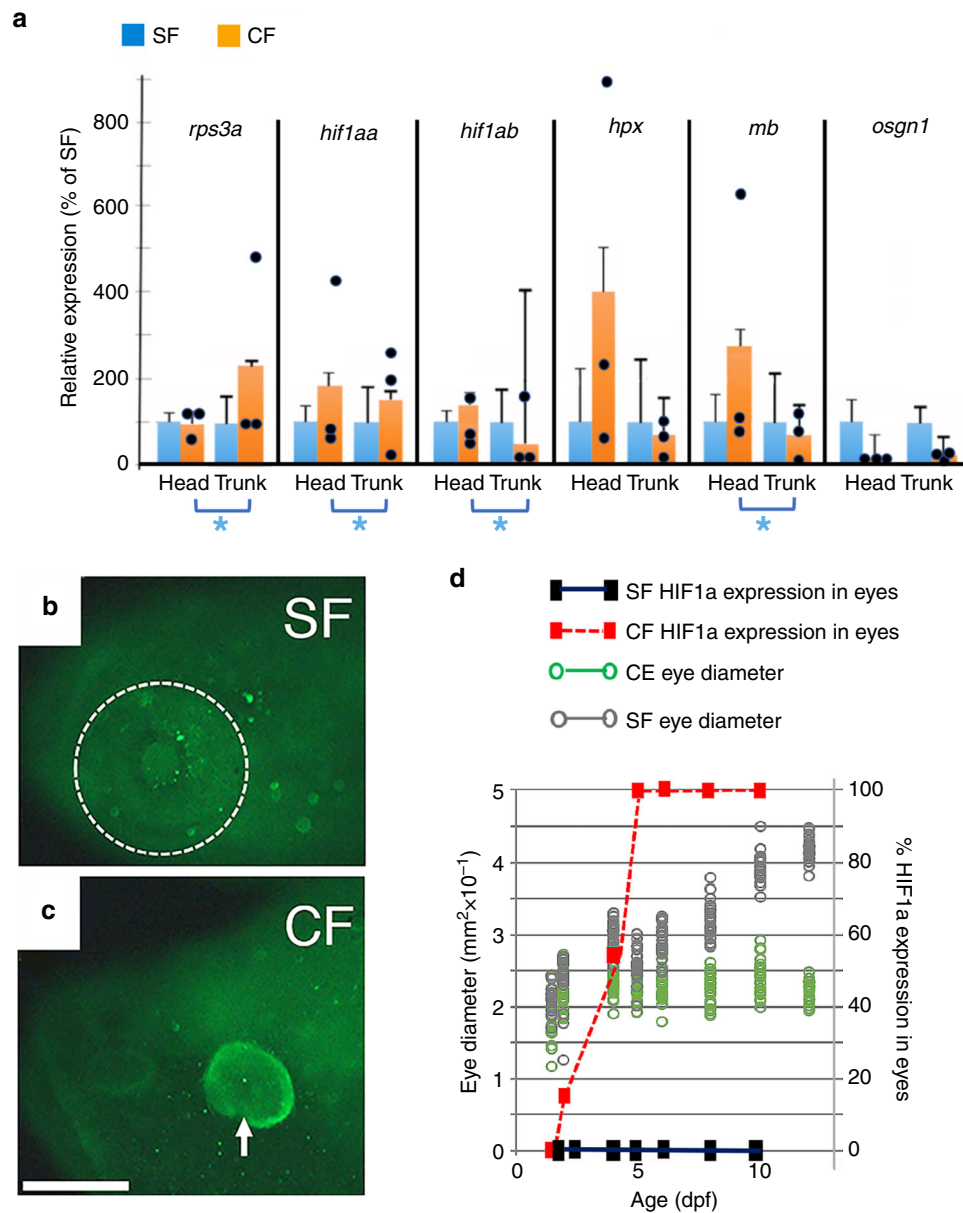 a
SF CF
Relative expression (% of SF)
800
600
400
200
0
rps3a hif1aa hif1ab hpx mb osgn1
Head Trunk Head Trunk Head Trunk Head Trunk Head Trunk Head Trunk
* * * *
b
SF
c
CF
d
SF HIF1a expression in eyes
CF HIF1a expression in eyes
CE eye diameter
SF eye diameter
Eye diameter (mm²×10⁻¹)
5
4
3
2
1
0
100
80
60
40
20
0
% HIF1a expression in eyes
0 5 10
Age (dpf)